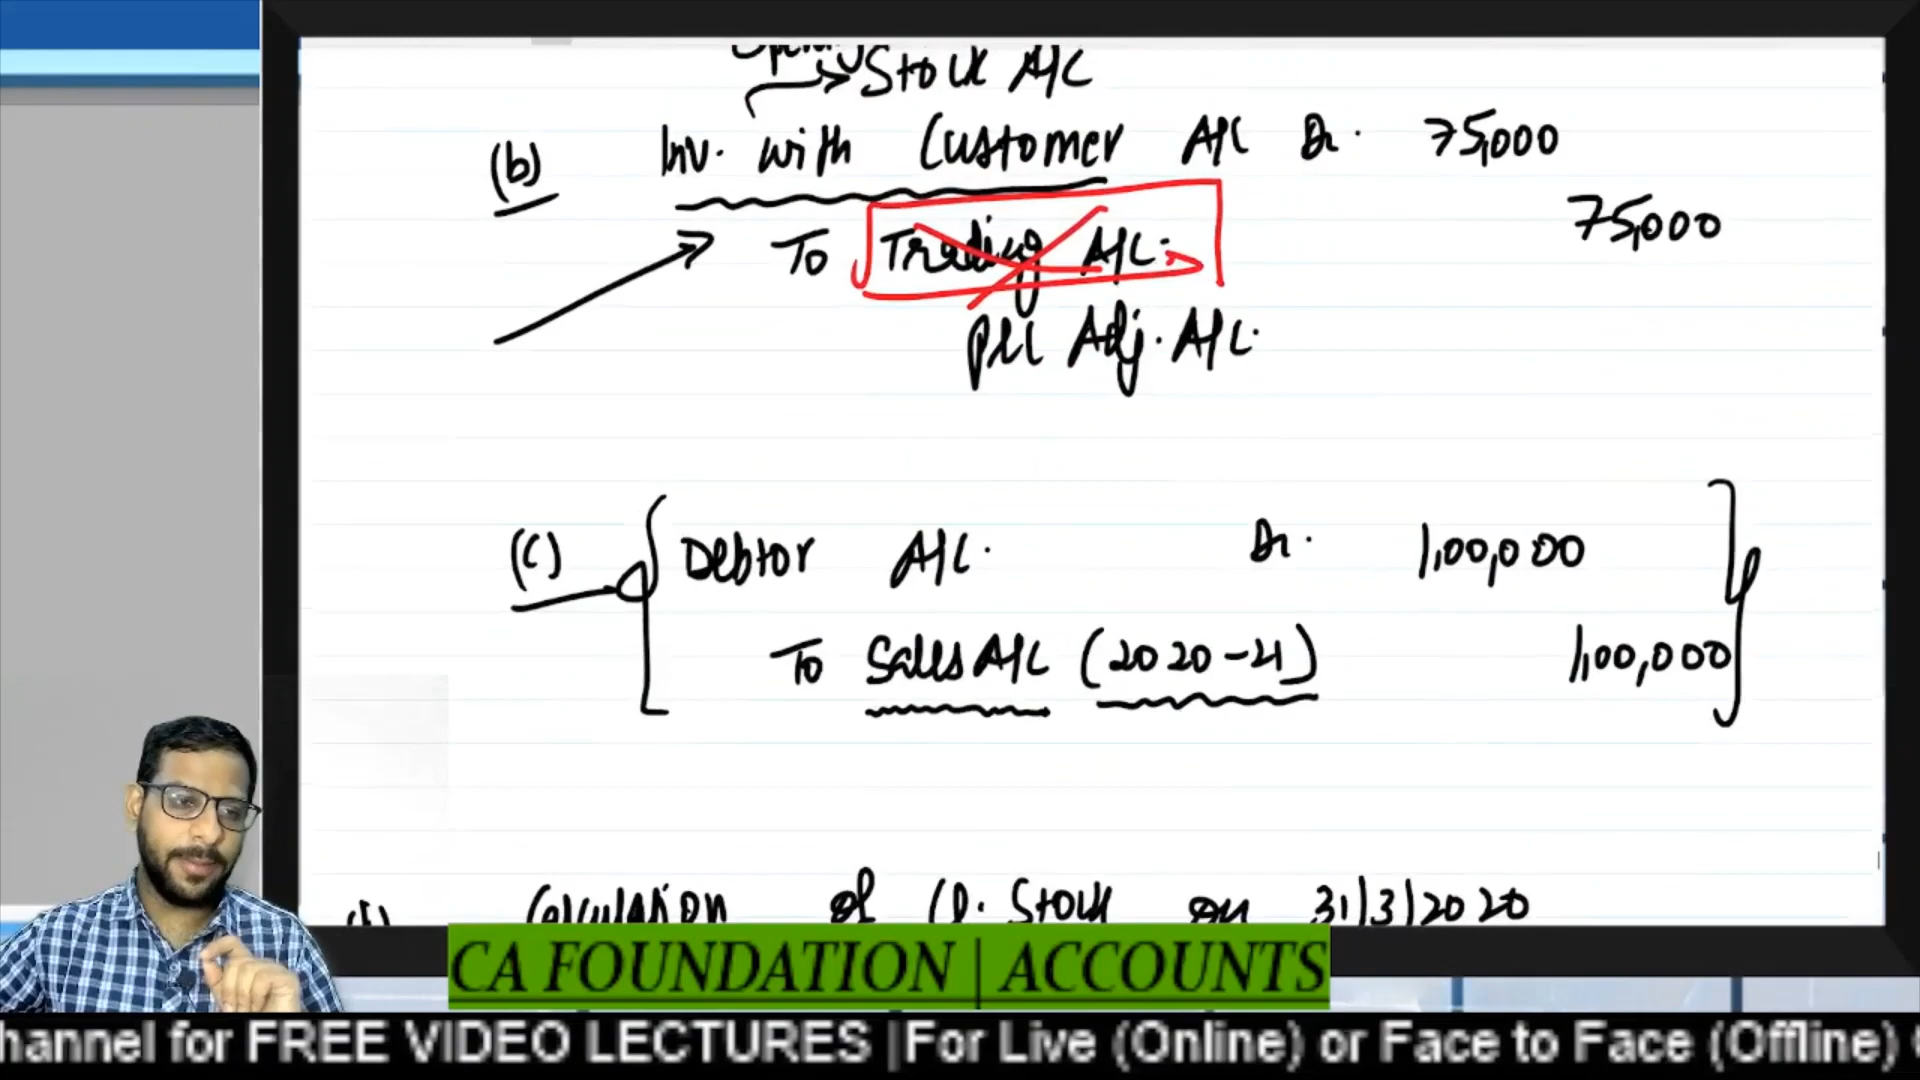 Stock A/C
(b) Inv. with Customer A/C Dr. 75,000
To Trading A/C. 75,000
P&L Adj. A/C.
(c) Debtor A/C. Dr. 1,00,000
To Sales A/C (2020-21) 1,00,000
Calculation of Cl. Stock on 31/3/2020
CA FOUNDATION | ACCOUNTS
hannel for FREE VIDEO LECTURES | For Live (Online) or Face to Face (Offline)